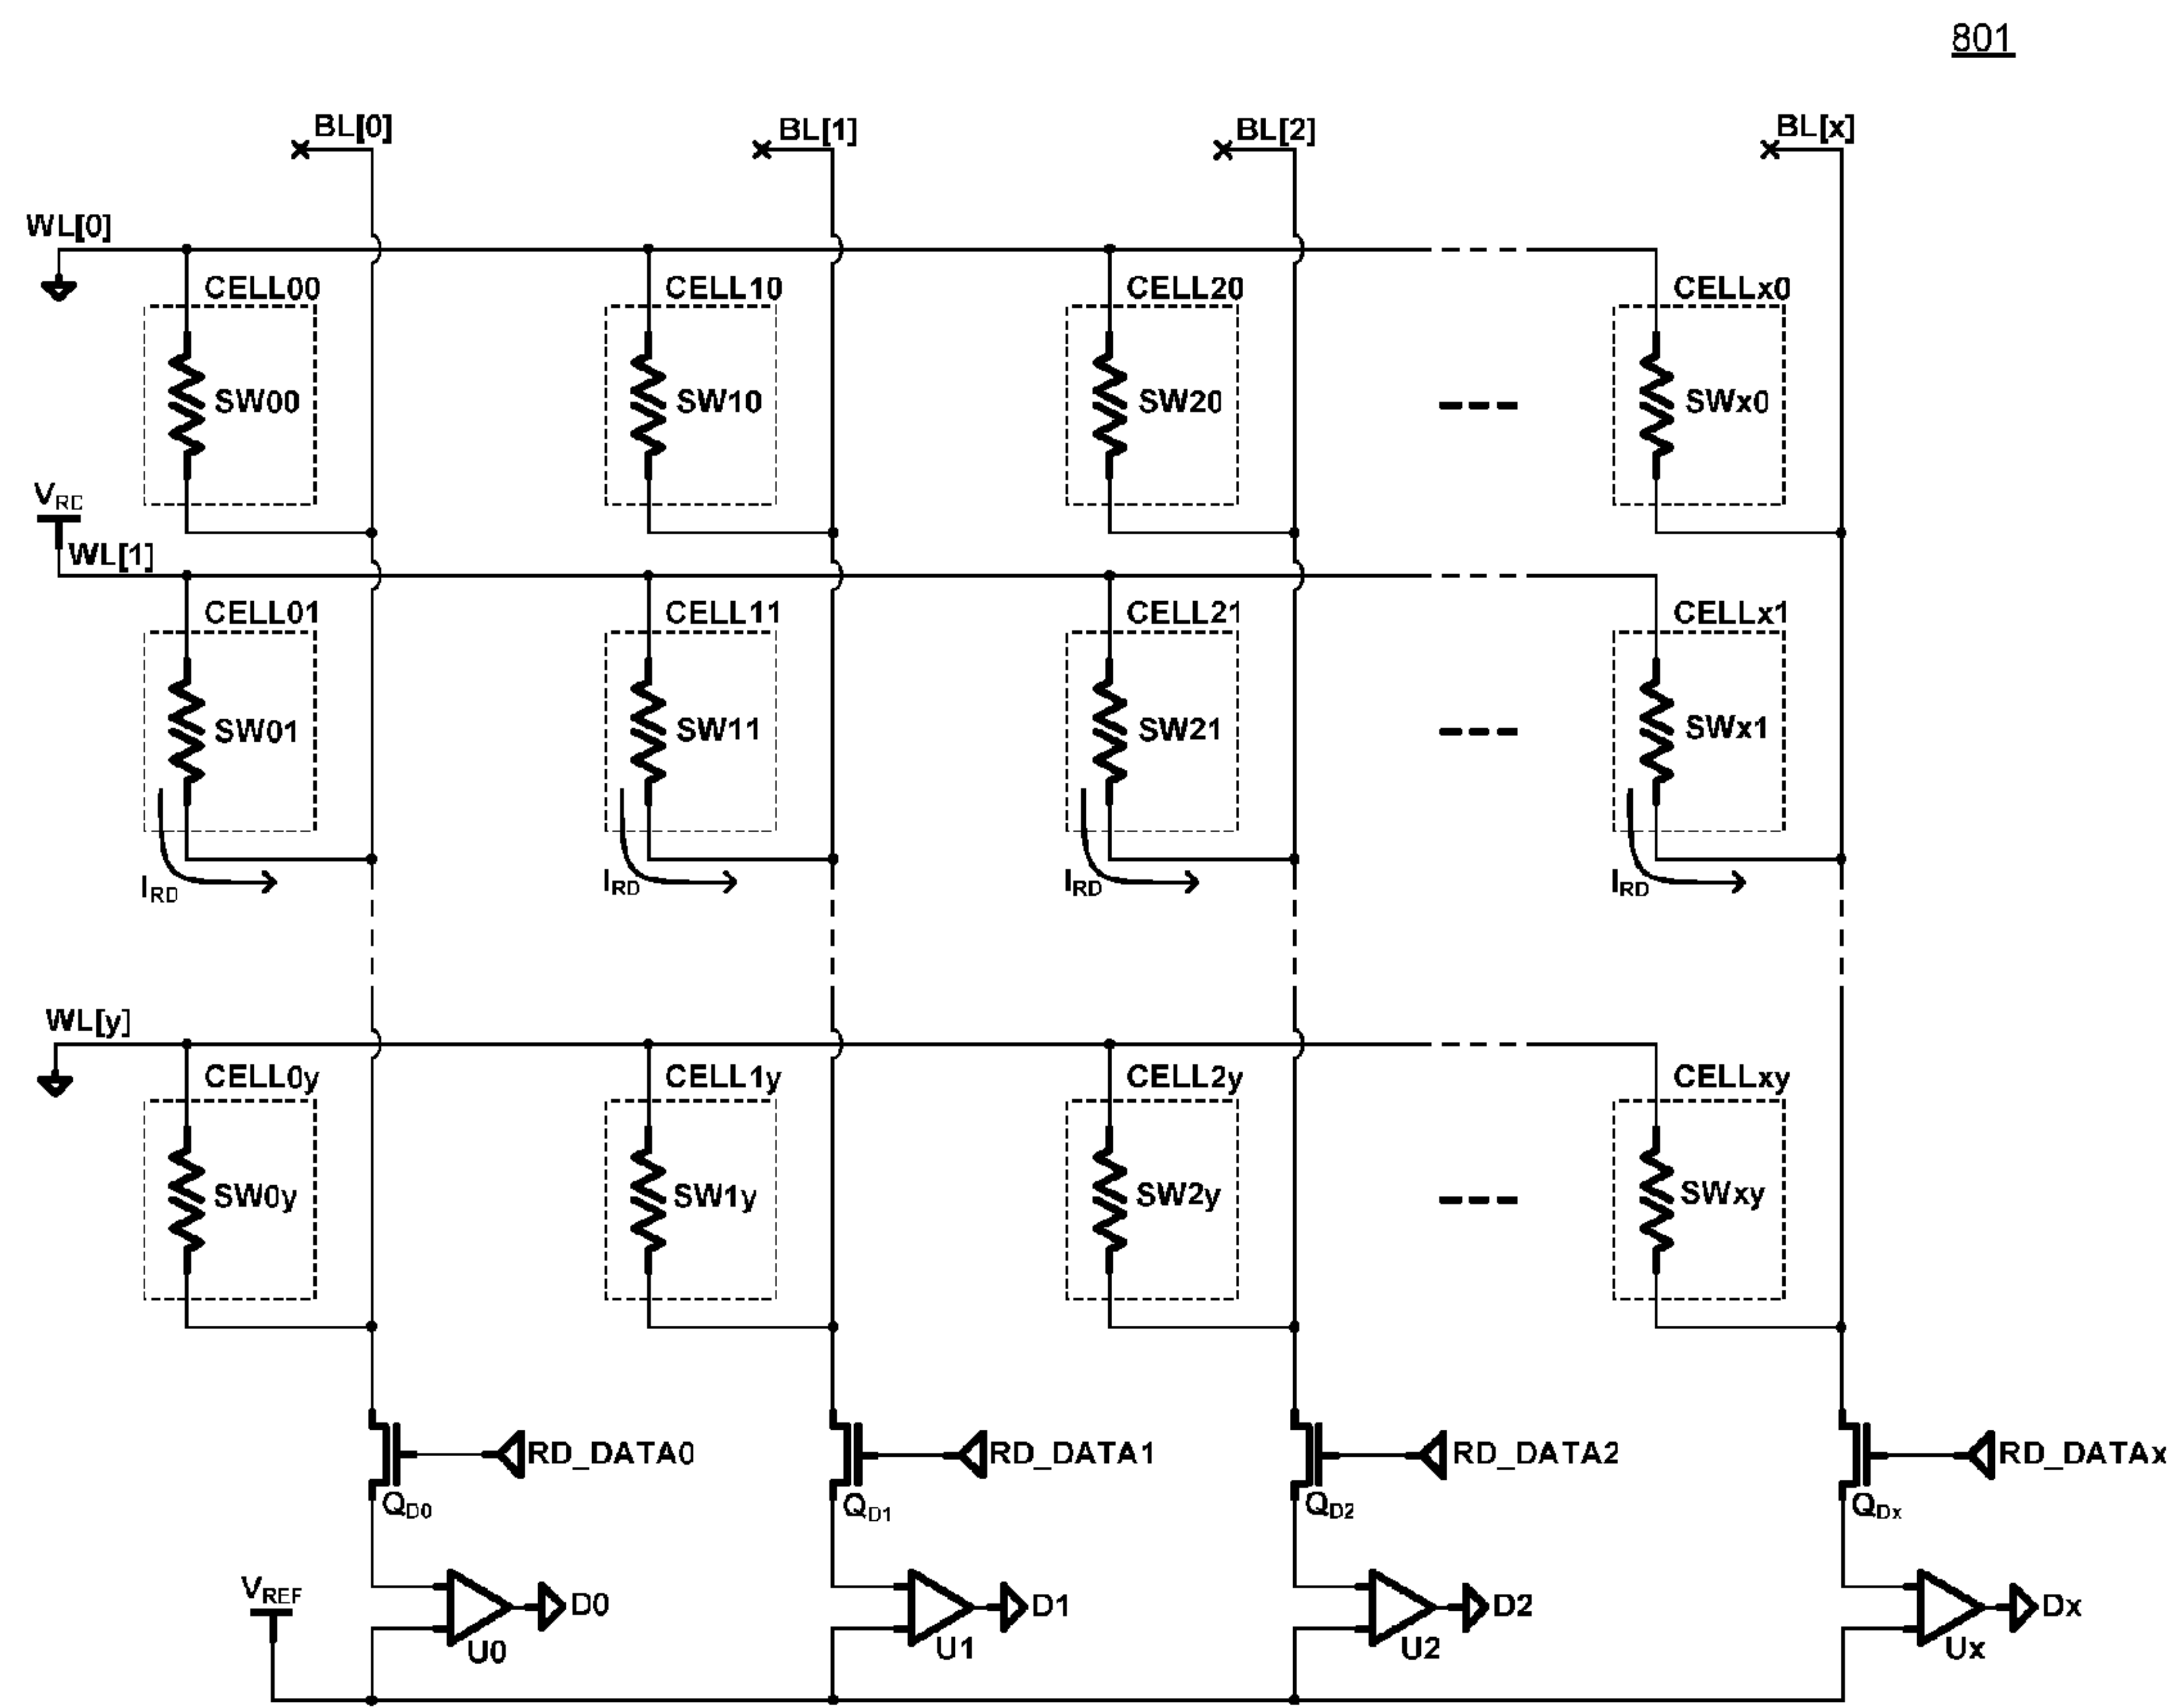 801
BL[0] BL[1] BL[2] BL[x]
WL[0]
CELL00 CELL10 CELL20 CELLx0
SW00 SW10 SW20 SWx0
VRD
WL[1]
CELL01 CELL11 CELL21 CELLx1
SW01 SW11 SW21 SWx1
IRD IRD IRD IRD
WL[y]
CELL0y CELL1y CELL2y CELLxy
SW0y SW1y SW2y SWxy
RD_DATA0 RD_DATA1 RD_DATA2 RD_DATAx
QD0 QD1 QD2 QDx
VREF
D0 D1 D2 Dx
U0 U1 U2 Ux